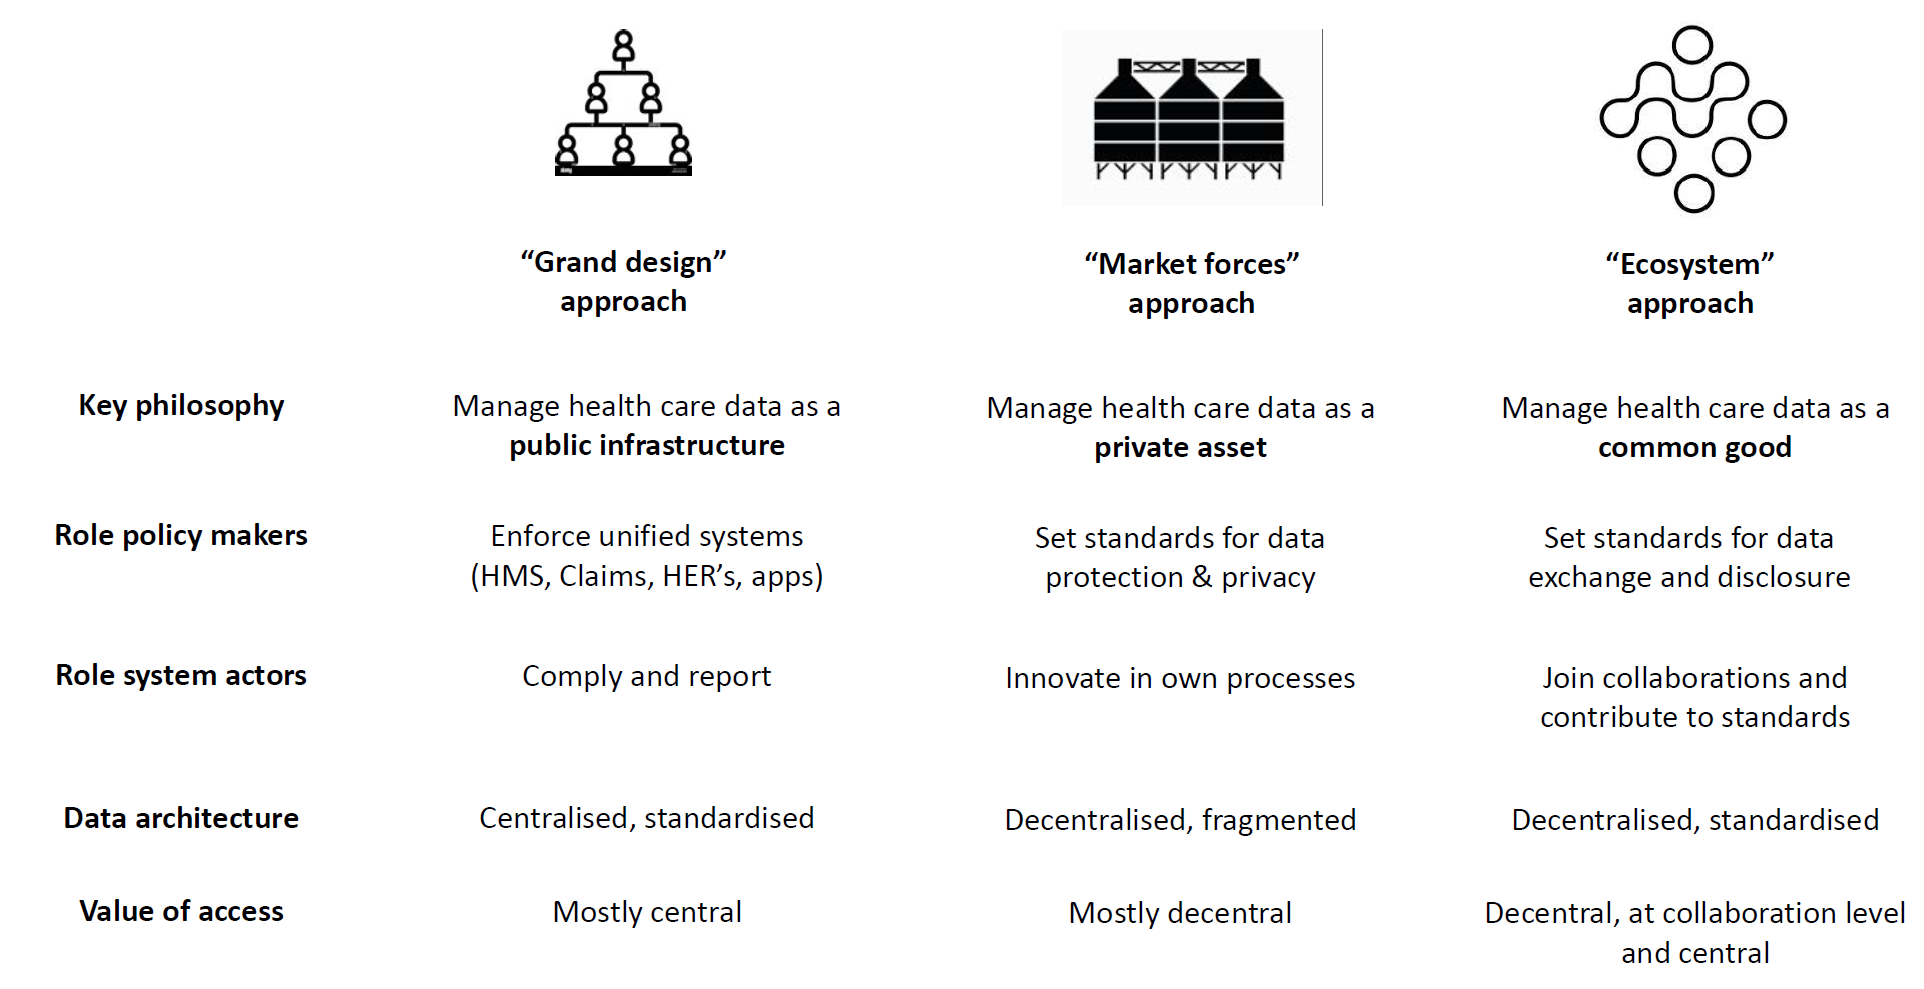 “Grand design”
approach
“Market forces”
approach
“Ecosystem”
approach
Key philosophy
Manage health care data as a
public infrastructure
Manage health care data as a
private asset
Manage health care data as a
common good
Role policy makers
Enforce unified systems
(HMS, Claims, HER’s, apps)
Set standards for data
protection & privacy
Set standards for data
exchange and disclosure
Role system actors
Comply and report
Innovate in own processes
Join collaborations and
contribute to standards
Data architecture
Centralised, standardised
Decentralised, fragmented
Decentralised, standardised
Value of access
Mostly central
Mostly decentral
Decentral, at collaboration level
and central